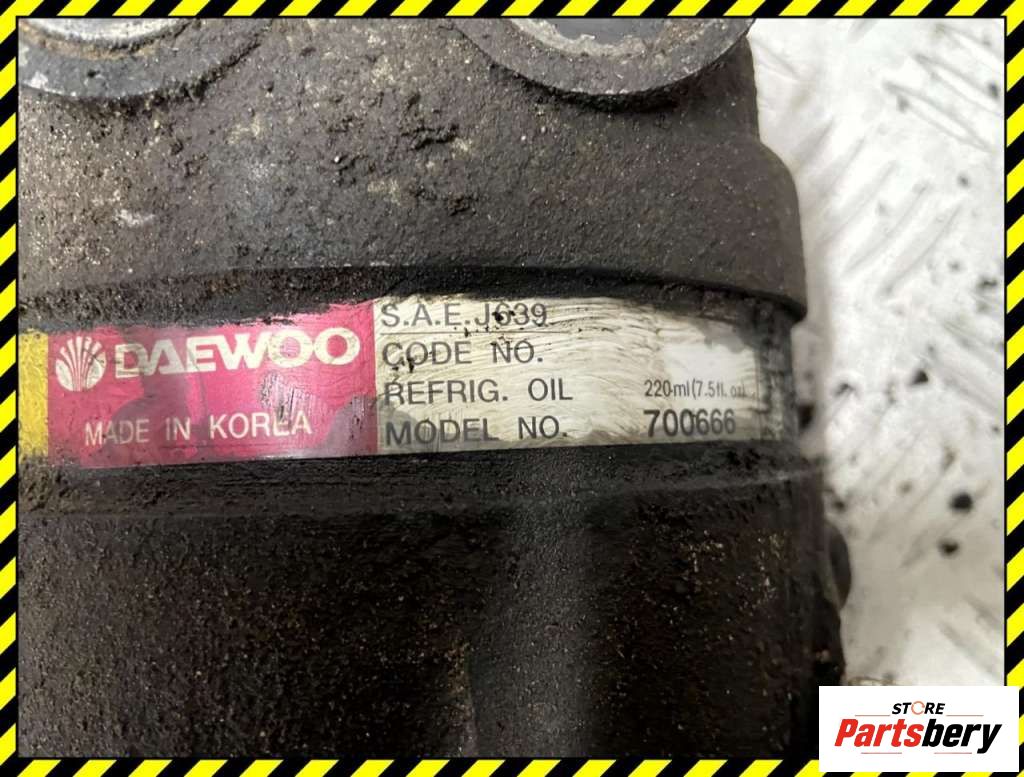 DAEWOO
MADE IN KOREA
S.A.E. J639
CODE NO.
REFRIG. OIL 220ml (7.5fl. oz)
MODEL NO. 700666
STORE
Partsbery